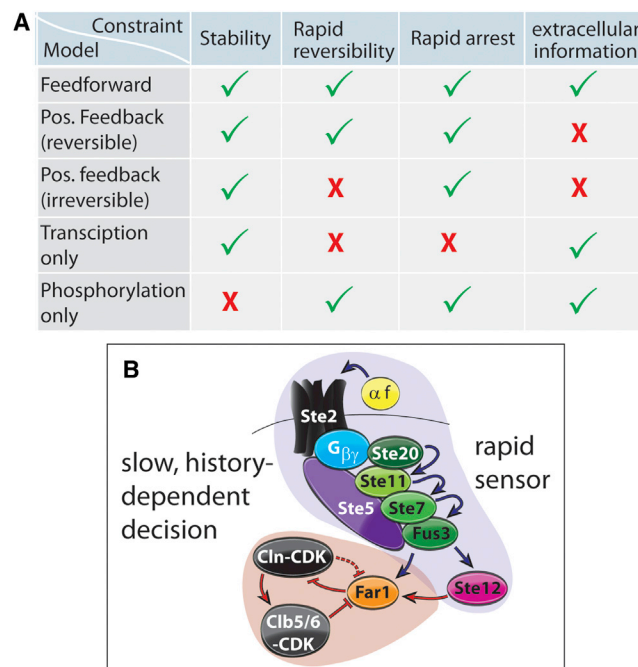 A
Constraint
Model
Stability
Rapid
reversibility
Rapid arrest
extracellular
information
Feedforward
Pos. Feedback
(reversible)
X
Pos. feedback
(irreversible)
X
X
Transciption
only
X
X
Phosphorylation
only
X
B
α f
Ste2
Gβγ
Ste20
slow, history-
dependent
decision
rapid
sensor
Ste11
Ste5
Ste7
Fus3
Cln-CDK
Far1
Ste12
Clb5/6
-CDK